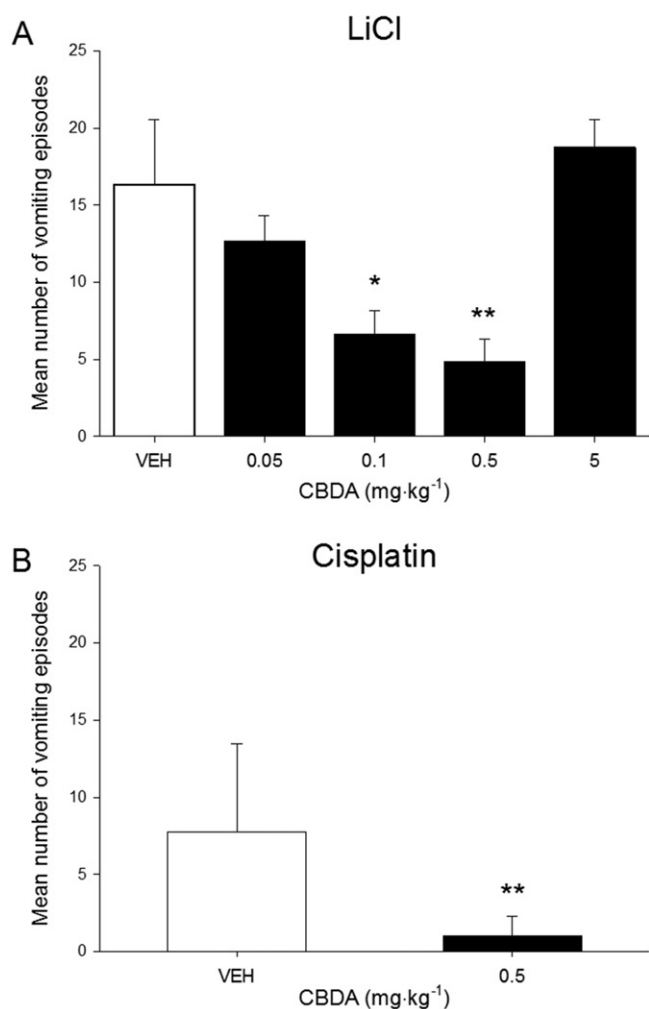 A
LiCl
Mean number of vomiting episodes
25
20
15
10
5
0
*
**
VEH
0.05
0.1
0.5
5
CBDA (mg·kg⁻¹)
B
Cisplatin
Mean number of vomiting episodes
25
20
15
10
5
0
**
VEH
0.5
CBDA (mg·kg⁻¹)